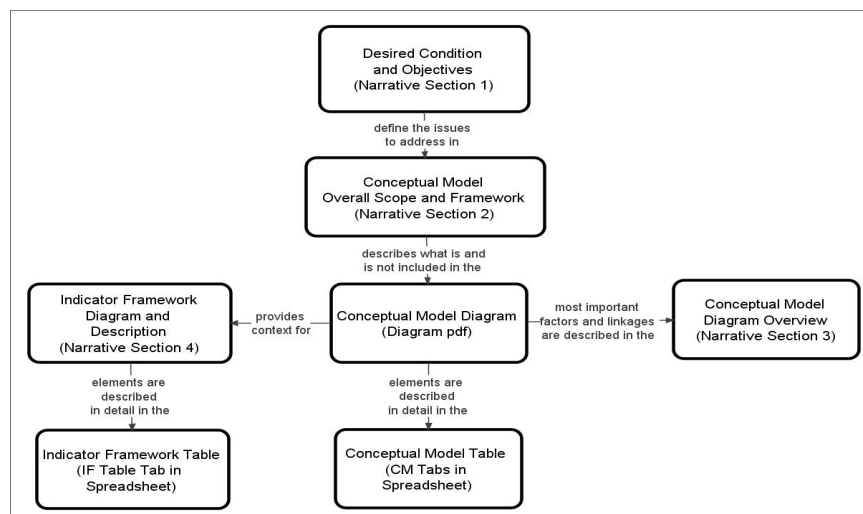 Desired Condition
and Objectives
(Narrative Section 1)
define the issues
to address in
Conceptual Model
Overall Scope and Framework
(Narrative Section 2)
describes what is and
is not included in the
Indicator Framework
Diagram and
Description
(Narrative Section 4)
provides
context for
Conceptual Model Diagram
(Diagram pdf)
most important
factors and linkages
are described in the
Conceptual Model
Diagram Overview
(Narrative Section 3)
elements are
described
in detail in the
elements are
described
in detail in the
Indicator Framework Table
(IF Table Tab in
Spreadsheet)
Conceptual Model Table
(CM Tabs in
Spreadsheet)